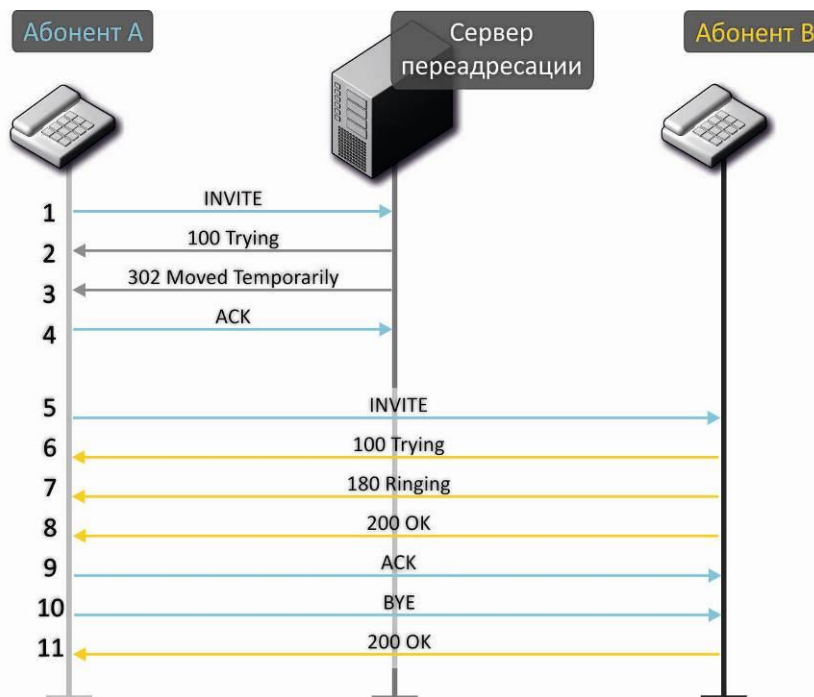 Абонент А
Сервер
переадресации
Абонент В
1 INVITE
2 100 Trying
3 302 Moved Temporarily
4 ACK
5 INVITE
6 100 Trying
7 180 Ringing
8 200 OK
9 ACK
10 BYE
11 200 OK